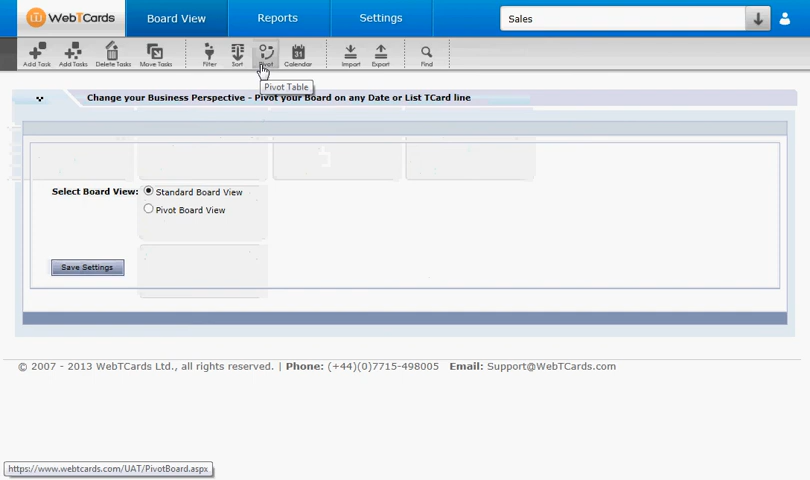 WebTCards
Board View
Reports
Settings
Sales
Add Task
Add Tasks
Delete Tasks
Move Tasks
Filter
Sort
Pivot
31
Calendar
Import
Export
Find
Pivot Table
Change your Business Perspective - Pivot your Board on any Date or List TCard line
Select Board View:
Standard Board View
Pivot Board View
Save Settings
© 2007 - 2013 WebTCards Ltd., all rights reserved. | Phone: (+44)(0)7715-498005 Email: Support@WebTCards.com
https://www.webtcards.com/UAT/PivotBoard.aspx